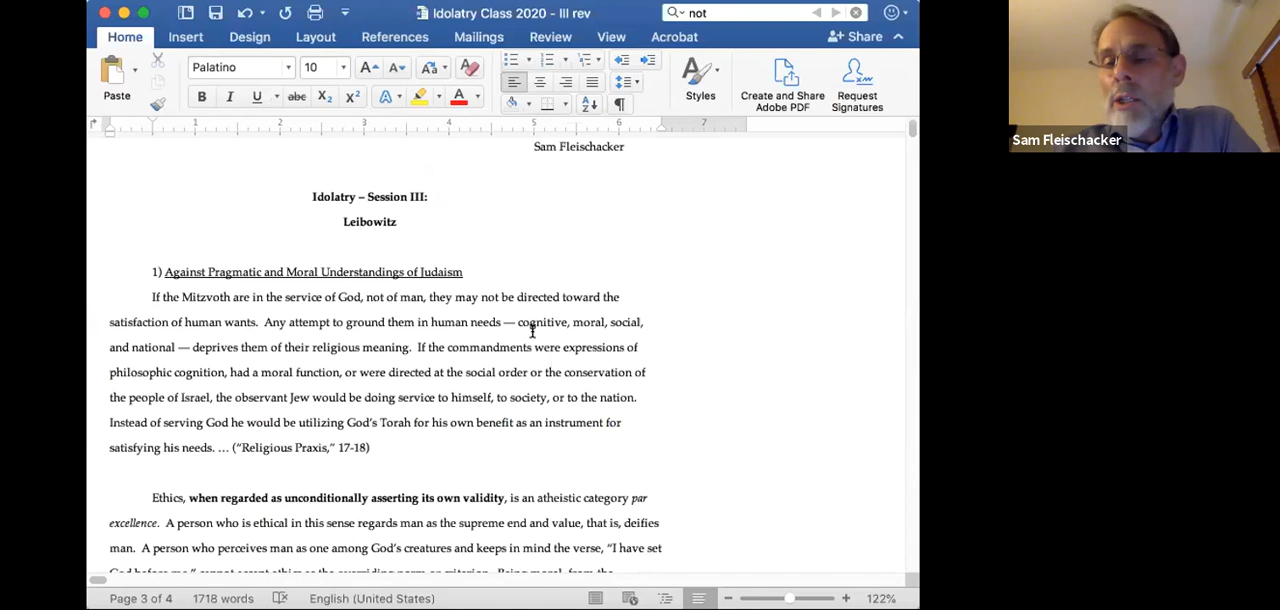 Idolatry Class 2020 - III rev
not
Home Insert Design Layout References Mailings Review View Acrobat Share
Palatino 10
Paste
Styles
Create and Share Adobe PDF
Request Signatures
1 2 3 4 5 6 7
Sam Fleischacker
Idolatry – Session III:
Leibowitz
1) Against Pragmatic and Moral Understandings of Judaism
If the Mitzvoth are in the service of God, not of man, they may not be directed toward the
satisfaction of human wants. Any attempt to ground them in human needs — cognitive, moral, social,
and national — deprives them of their religious meaning. If the commandments were expressions of
philosophic cognition, had a moral function, or were directed at the social order or the conservation of
the people of Israel, the observant Jew would be doing service to himself, to society, or to the nation.
Instead of serving God he would be utilizing God's Torah for his own benefit as an instrument for
satisfying his needs. … ("Religious Praxis," 17-18)
Ethics, when regarded as unconditionally asserting its own validity, is an atheistic category par
excellence. A person who is ethical in this sense regards man as the supreme end and value, that is, deifies
man. A person who perceives man as one among God's creatures and keeps in mind the verse, "I have set
Page 3 of 4 1718 words English (United States) 122%
Sam Fleischacker